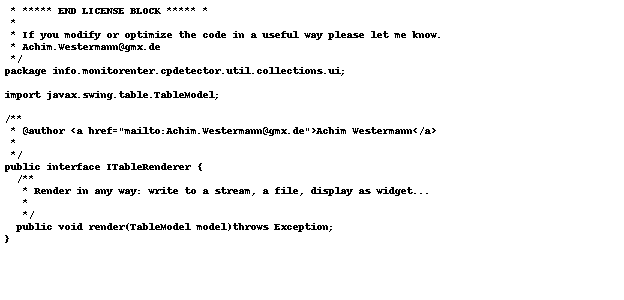 * ***** END LICENSE BLOCK ***** *
 *
 * If you modify or optimize the code in a useful way please let me know.
 * Achim.Westermann@gmx.de
 */
package info.monitorenter.cpdetector.util.collections.ui;

import javax.swing.table.TableModel;

/**
 * @author <a href="mailto:Achim.Westermann@gmx.de">Achim Westermann</a>
 *
 */
public interface ITableRenderer {
  /**
   * Render in any way: write to a stream, a file, display as widget...
   *
   */
  public void render(TableModel model)throws Exception;
}